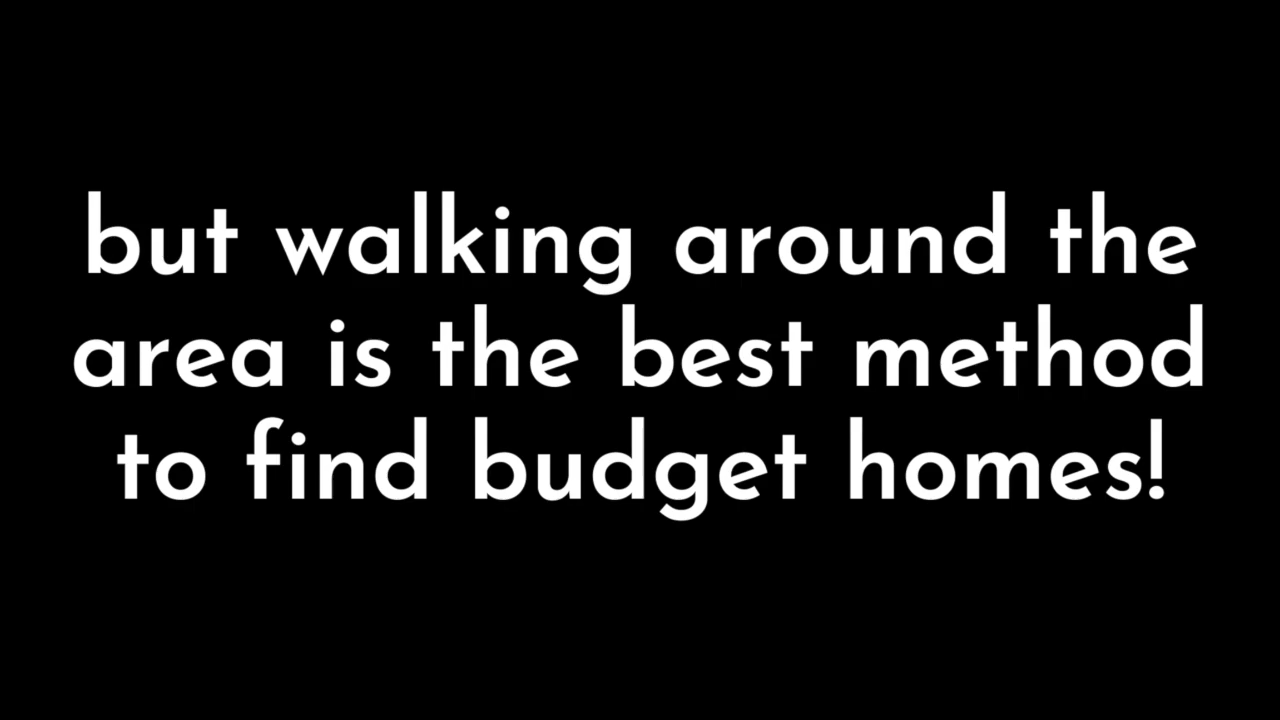 but walking around the
area is the best method
to find budget homes!